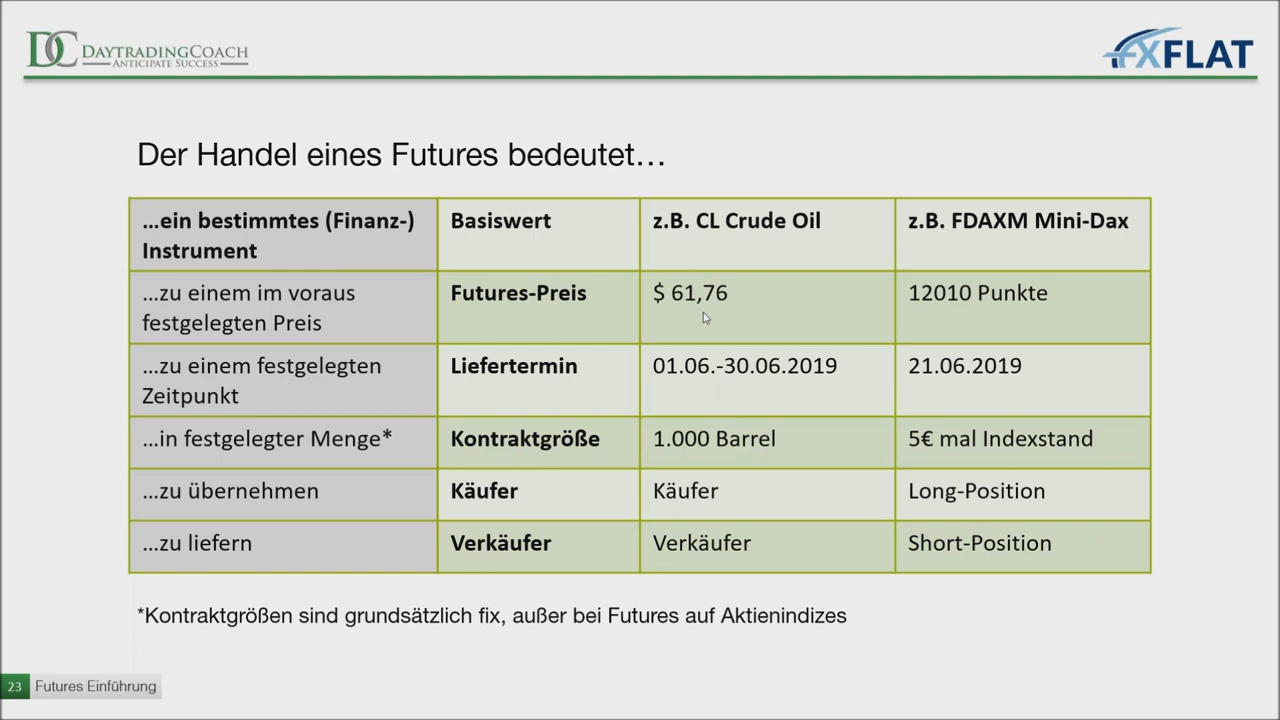 DC DAYTRADINGCOACH
ANTICIPATE SUCCESS
FXFLAT
Der Handel eines Futures bedeutet…
…ein bestimmtes (Finanz-)
Instrument
Basiswert
z.B. CL Crude Oil
z.B. FDAXM Mini-Dax
…zu einem im voraus
festgelegten Preis
Futures-Preis
$ 61,76
12010 Punkte
…zu einem festgelegten
Zeitpunkt
Liefertermin
01.06.-30.06.2019
21.06.2019
…in festgelegter Menge*
Kontraktgröße
1.000 Barrel
5€ mal Indexstand
…zu übernehmen
Käufer
Käufer
Long-Position
…zu liefern
Verkäufer
Verkäufer
Short-Position
*Kontraktgrößen sind grundsätzlich fix, außer bei Futures auf Aktienindizes
23 Futures Einführung